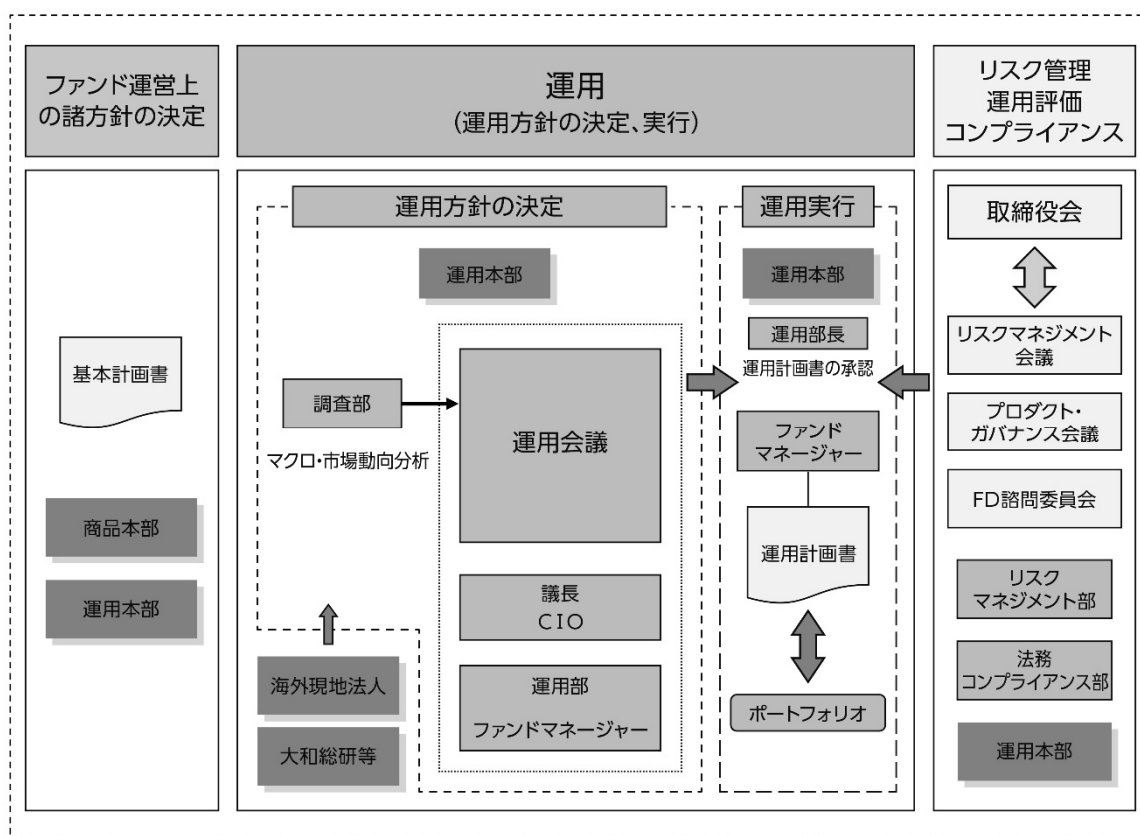 ファンド運営上
の諸方針の決定
基本計画書
商品本部
運用本部
運用
(運用方針の決定、実行)
運用方針の決定
運用本部
調査部
マクロ・市場動向分析
運用会議
議長
CIO
運用部
ファンドマネージャー
海外現地法人
大和総研等
運用実行
運用本部
運用部長
運用計画書の承認
ファンド
マネージャー
運用計画書
ポートフォリオ
リスク管理
運用評価
コンプライアンス
取締役会
リスクマネジメント
会議
プロダクト・
ガバナンス会議
FD諮問委員会
リスク
マネジメント部
法務
コンプライアンス部
運用本部